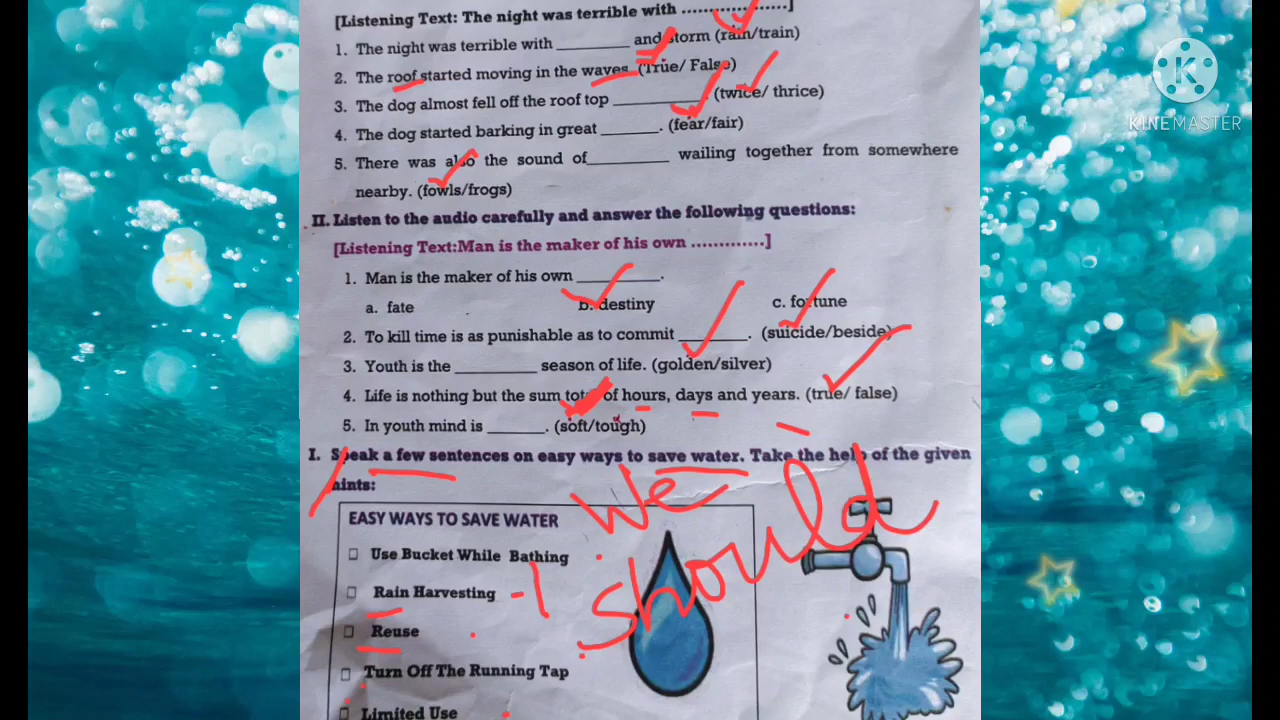 [Listening Text: The night was terrible with ..................]
1. The night was terrible with ________ and storm (rain/train)
2. The roof started moving in the waves. (True/ False)
3. The dog almost fell off the roof top __________. (twice/ thrice)
4. The dog started barking in great ______. (fear/fair)
5. There was also the sound of_________ wailing together from somewhere
nearby. (fowls/frogs)
II. Listen to the audio carefully and answer the following questions:
[Listening Text:Man is the maker of his own .............]
1. Man is the maker of his own _________.
a. fate b. destiny c. fortune
2. To kill time is as punishable as to commit _______. (suicide/beside)
3. Youth is the ________ season of life. (golden/silver)
4. Life is nothing but the sum total of hours, days and years. (true/ false)
5. In youth mind is ______. (soft/tough)
I. Speak a few sentences on easy ways to save water. Take the help of the given
hints:
We
should
EASY WAYS TO SAVE WATER
Use Bucket While Bathing
Rain Harvesting
Reuse
Turn Off The Running Tap
Limited Use
K
KINEMASTER